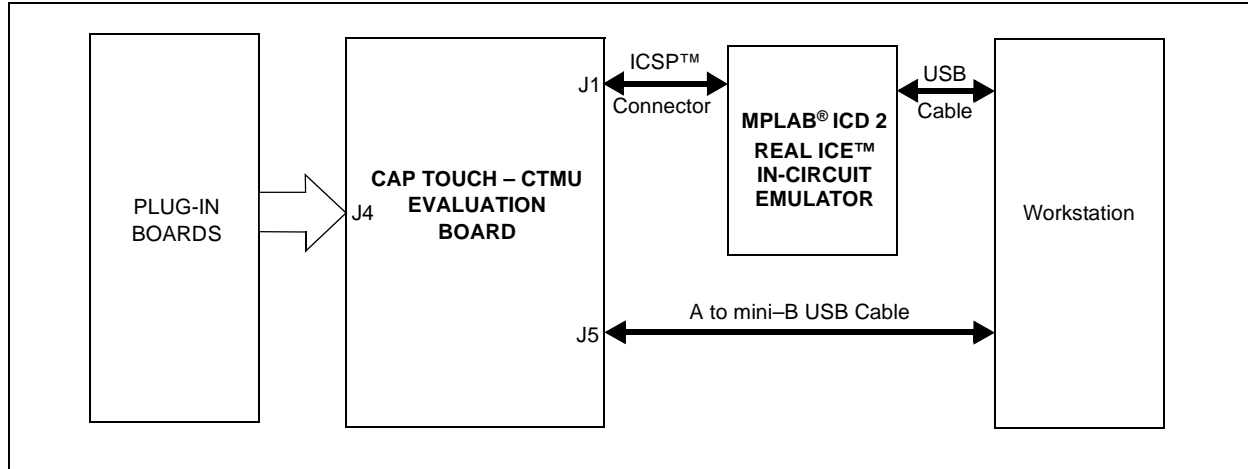 PLUG-IN
BOARDS
J4
CAP TOUCH – CTMU
EVALUATION
BOARD
J1
J5
ICSP™
Connector
MPLAB® ICD 2
REAL ICE™
IN-CIRCUIT
EMULATOR
USB
Cable
A to mini–B USB Cable
Workstation